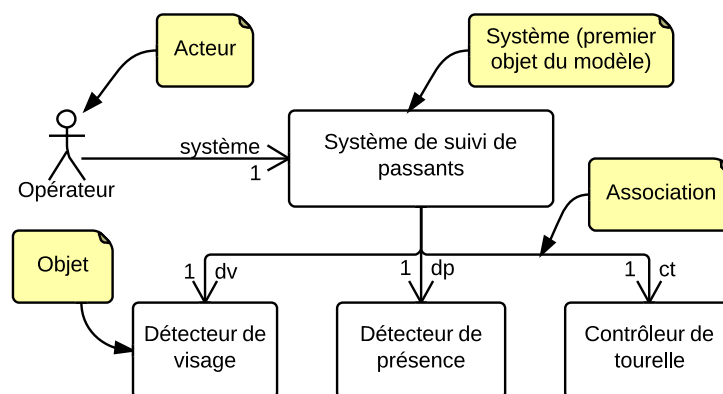 Acteur
Système (premier
objet du modèle)
Système de suivi de
passants
système
1
Opérateur
Association
Objet
1 dv
1 dp
1 ct
Détecteur de
visage
Détecteur de
présence
Contrôleur de
tourelle